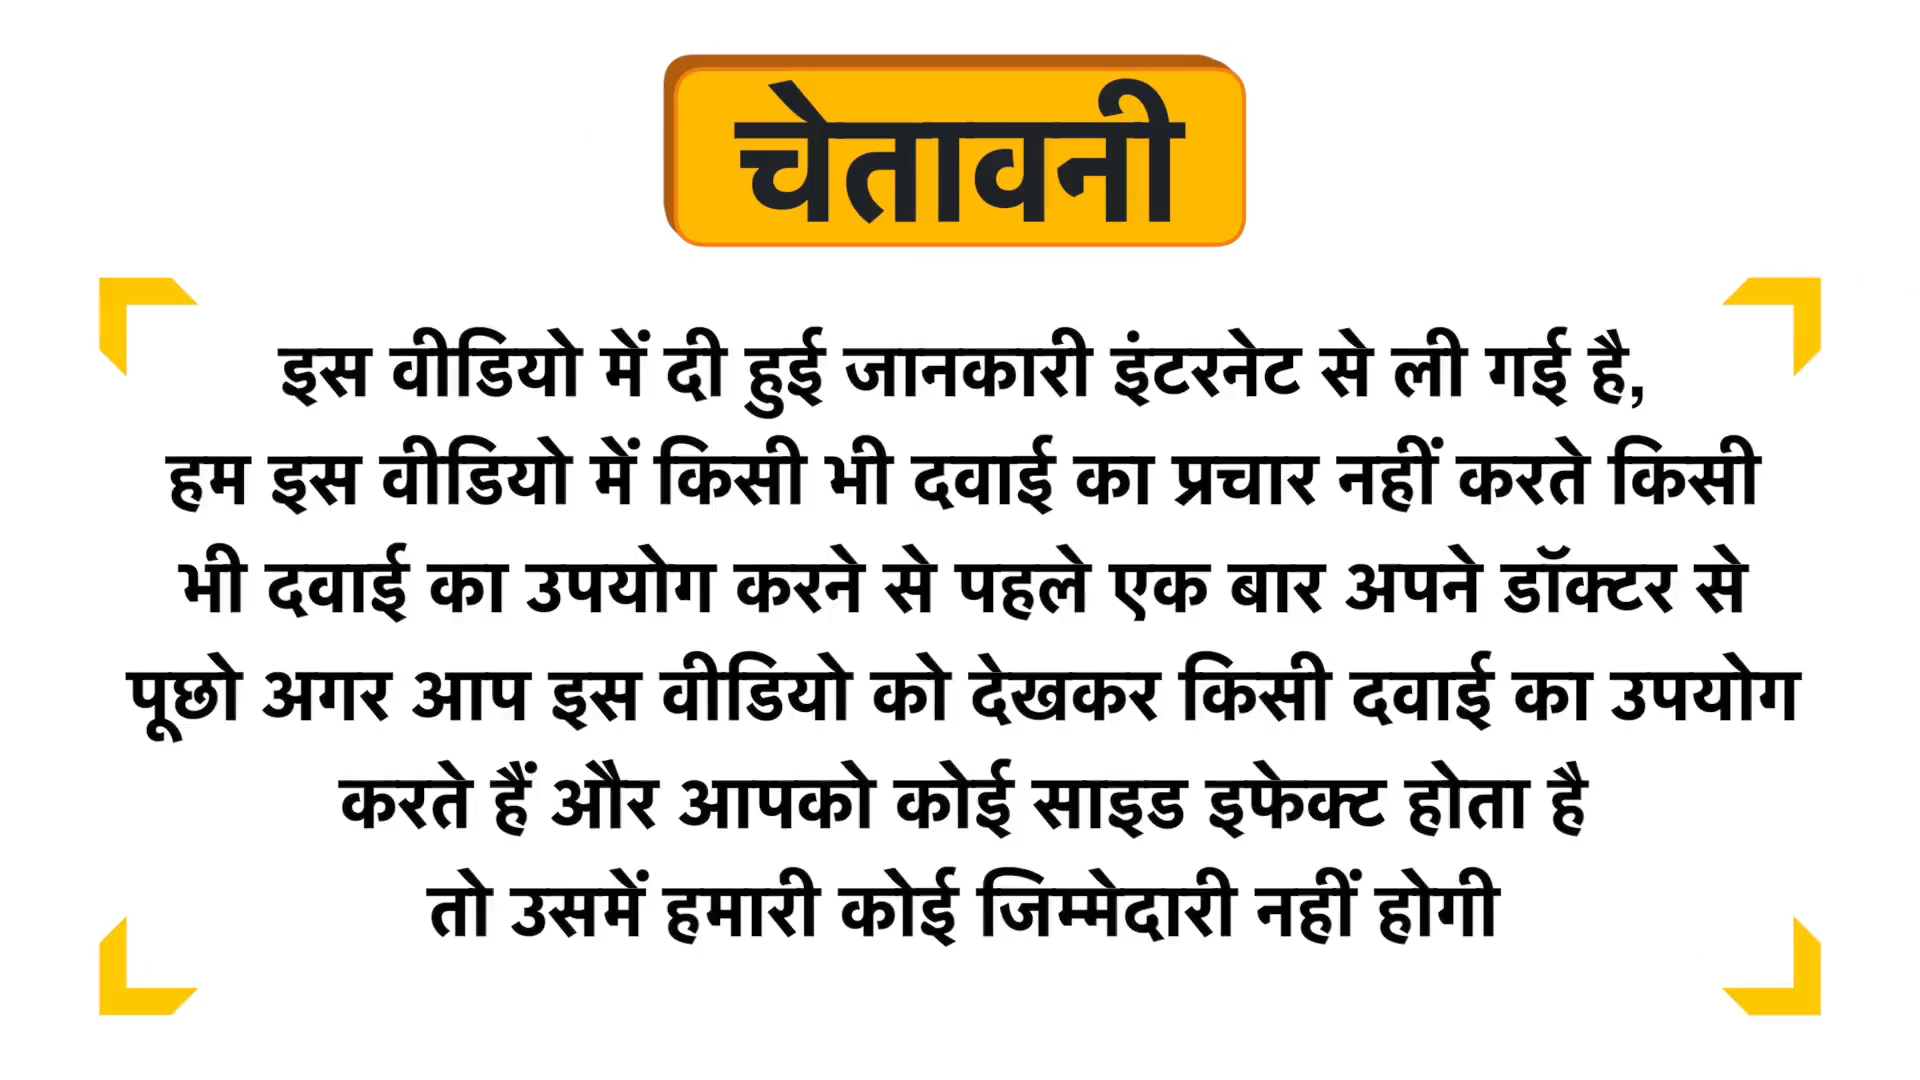 चेतावनी
इस वीडियो में दी हुई जानकारी इंटरनेट से ली गई है,
हम इस वीडियो में किसी भी दवाई का प्रचार नहीं करते किसी
भी दवाई का उपयोग करने से पहले एक बार अपने डॉक्टर से
पूछो अगर आप इस वीडियो को देखकर किसी दवाई का उपयोग
करते हैं और आपको कोई साइड इफेक्ट होता है
तो उसमें हमारी कोई जिम्मेदारी नहीं होगी